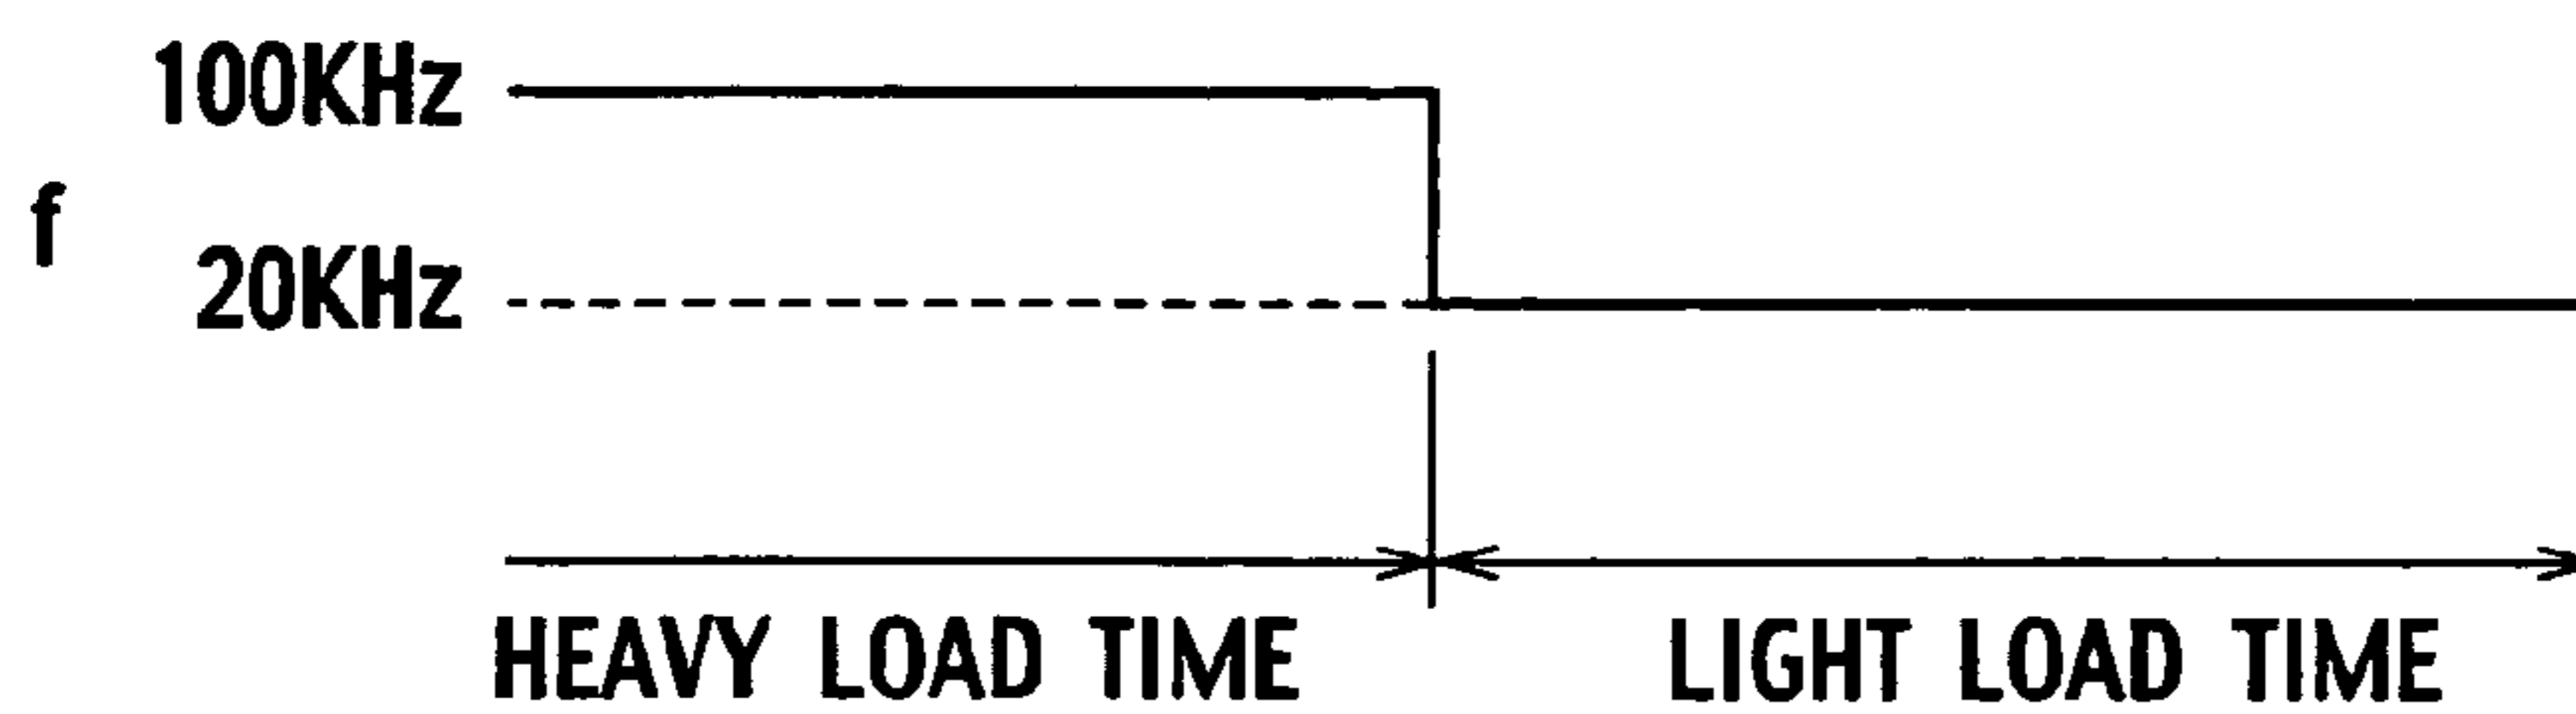 100KHz
f
20KHz
HEAVY LOAD TIME
LIGHT LOAD TIME